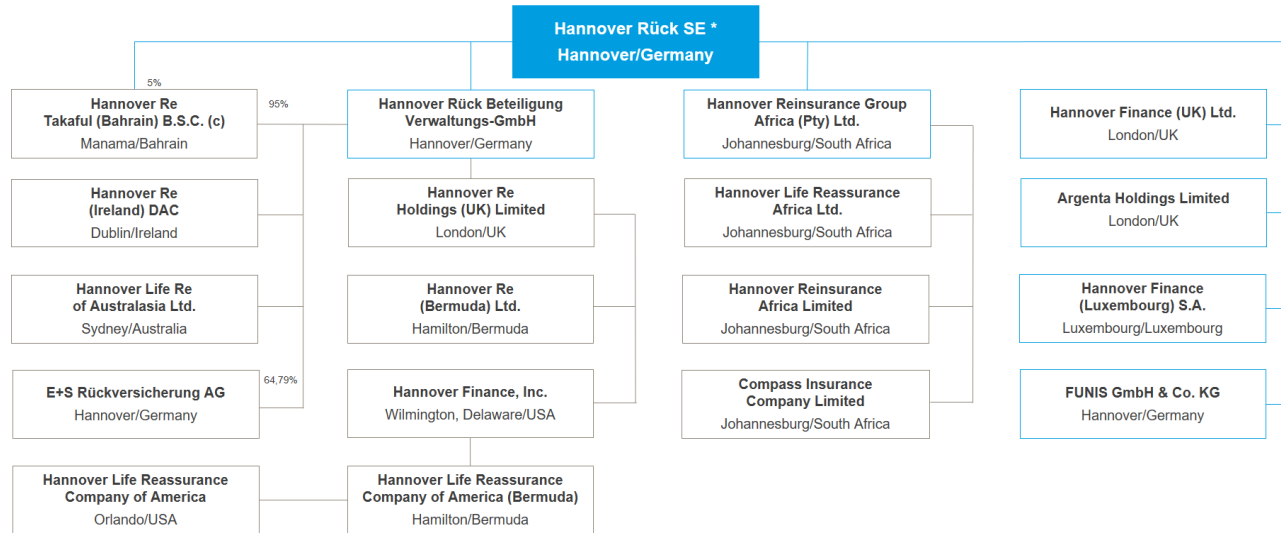 Hannover Rück SE *
Hannover/Germany
5%
Hannover Re
Takaful (Bahrain) B.S.C. (c)
Manama/Bahrain
95%
Hannover Rück Beteiligung
Verwaltungs-GmbH
Hannover/Germany
Hannover Reinsurance Group
Africa (Pty) Ltd.
Johannesburg/South Africa
Hannover Finance (UK) Ltd.
London/UK
Hannover Re
(Ireland) DAC
Dublin/Ireland
Hannover Re
Holdings (UK) Limited
London/UK
Hannover Life Reassurance
Africa Ltd.
Johannesburg/South Africa
Argenta Holdings Limited
London/UK
Hannover Life Re
of Australasia Ltd.
Sydney/Australia
Hannover Re
(Bermuda) Ltd.
Hamilton/Bermuda
Hannover Reinsurance
Africa Limited
Johannesburg/South Africa
Hannover Finance
(Luxembourg) S.A.
Luxembourg/Luxembourg
E+S Rückversicherung AG
Hannover/Germany
64,79%
Hannover Finance, Inc.
Wilmington, Delaware/USA
Compass Insurance
Company Limited
Johannesburg/South Africa
FUNIS GmbH & Co. KG
Hannover/Germany
Hannover Life Reassurance
Company of America
Orlando/USA
Hannover Life Reassurance
Company of America (Bermuda)
Hamilton/Bermuda